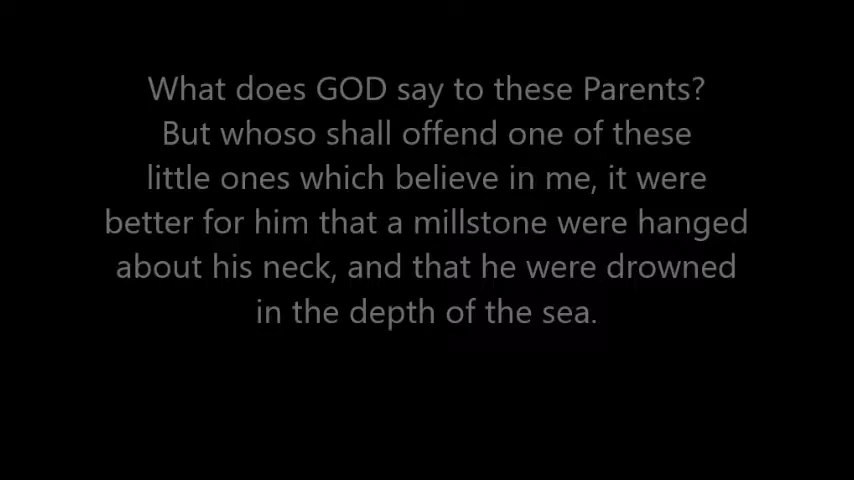 What does GOD say to these Parents?
But whoso shall offend one of these
little ones which believe in me, it were
better for him that a millstone were hanged
about his neck, and that he were drowned
in the depth of the sea.